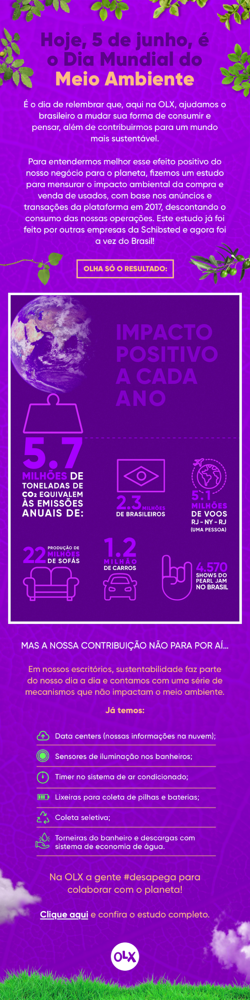 Hoje, 5 de junho, é
o Dia Mundial do
Meio Ambiente
É o dia de relembrar que, aqui na OLX, ajudamos o
brasileiro a mudar sua forma de consumir e
pensar, além de contribuirmos para um mundo
mais sustentável.
Para entendermos melhor esse efeito positivo do
nosso negócio para o planeta, fizemos um estudo
para mensurar o impacto ambiental da compra e
venda de usados, com base nos anúncios e
transações da plataforma em 2017, descontando o
consumo das nossas operações. Este estudo já foi
feito por outras empresas da Schibsted e agora foi
a vez do Brasil!
OLHA SÓ O RESULTADO:
IMPACTO
POSITIVO
A CADA
ANO
5.7
MILHÕES DE
TONELADAS DE
CO₂ EQUIVALEM
ÀS EMISSÕES
ANUAIS DE:
2.3 MILHÕES
DE BRASILEIROS
5.1
MILHÕES
DE VOOS
RJ - NY - RJ
(UMA PESSOA)
22 PRODUÇÃO DE
MILHÕES
DE SOFÁS
1.2
MILHÃO
DE CARROS
4.570
SHOWS DO
PEARL JAM
NO BRASIL
MAS A NOSSA CONTRIBUIÇÃO NÃO PARA POR AÍ...
Em nossos escritórios, sustentabilidade faz parte
do nosso dia a dia e contamos com uma série de
mecanismos que não impactam o meio ambiente.
Já temos:
Data centers (nossas informações na nuvem);
Sensores de iluminação nos banheiros;
Timer no sistema de ar condicionado;
Lixeiras para coleta de pilhas e baterias;
Coleta seletiva;
Torneiras do banheiro e descargas com
sistema de economia de água.
Na OLX a gente #desapega para
colaborar com o planeta!
Clique aqui e confira o estudo completo.
OLX